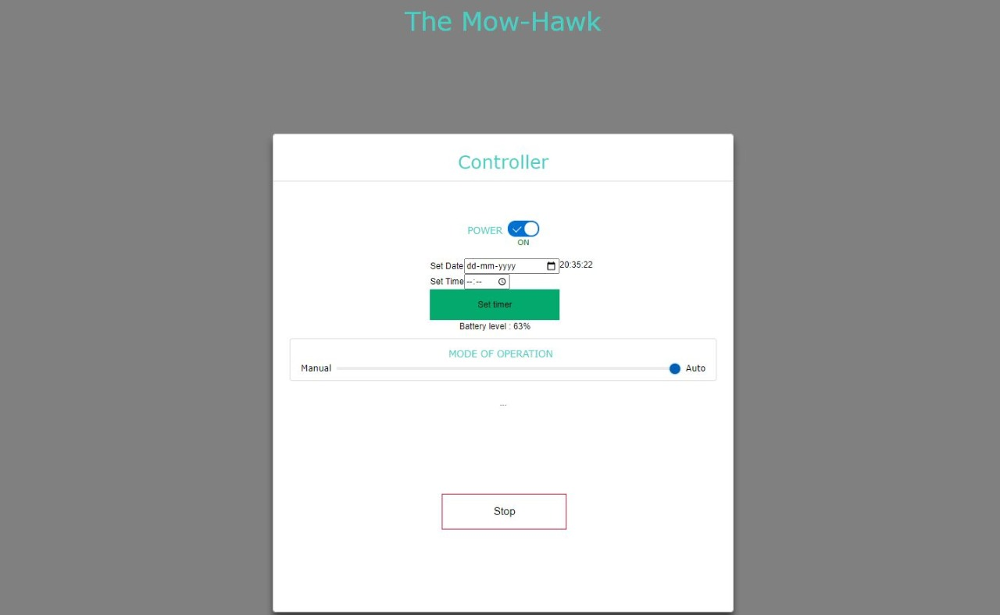 The Mow-Hawk
Controller
POWER
ON
Set Date dd-mm-yyyy 20:35:22
Set Time --:--
Set timer
Battery level : 63%
MODE OF OPERATION
Manual Auto
...
Stop